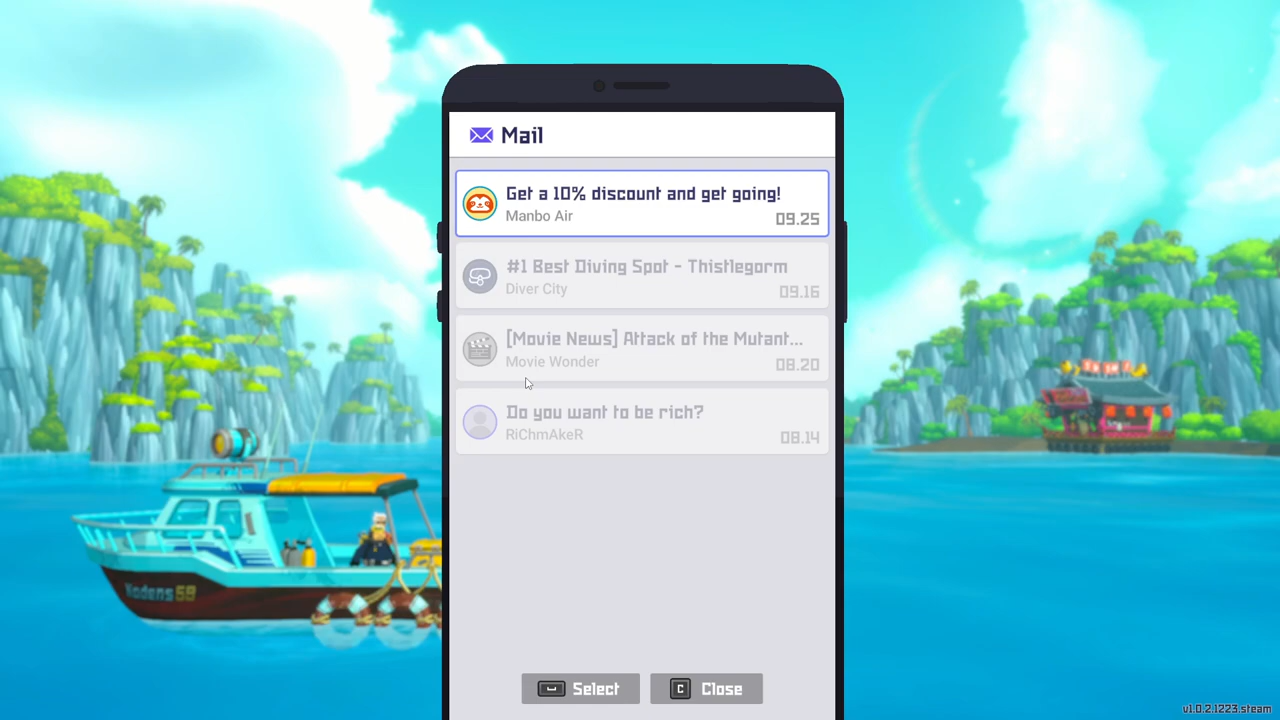 Mail
Get a 10% discount and get going!
Manbo Air
09.25
#1 Best Diving Spot - Thistlegorm
Diver City
09.16
[Movie News] Attack of the Mutant...
Movie Wonder
08.20
Do you want to be rich?
RiChmAkeR
08.14
Yodens 59
Select
C Close
v1.0.2.1223.steam